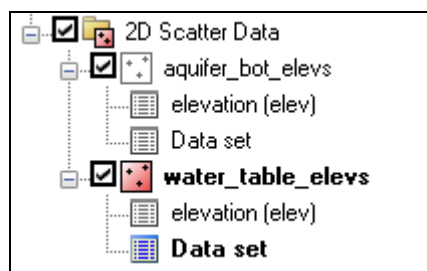 2D Scatter Data
aquifer_bot_elevs
elevation (elev)
Data set
water_table_elevs
elevation (elev)
Data set